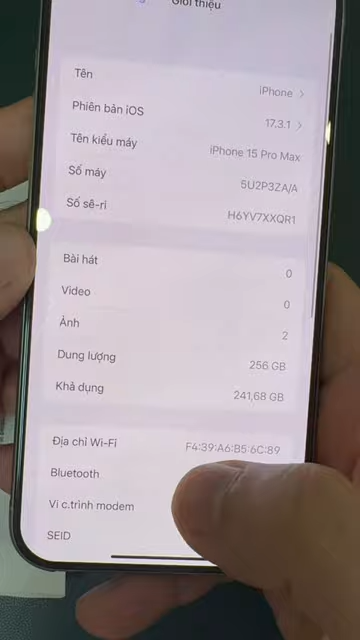 Giới thiệu
Tên iPhone
Phiên bản iOS 17.3.1
Tên kiểu máy iPhone 15 Pro Max
Số máy 5U2P3ZA/A
Số sê-ri H6YV7XXQR1
Bài hát 0
Video 0
Ảnh 2
Dung lượng 256 GB
Khả dụng 241,68 GB
Địa chỉ Wi-Fi F4:39:A6:B5:6C:89
Bluetooth
Vi c.trình modem
SEID